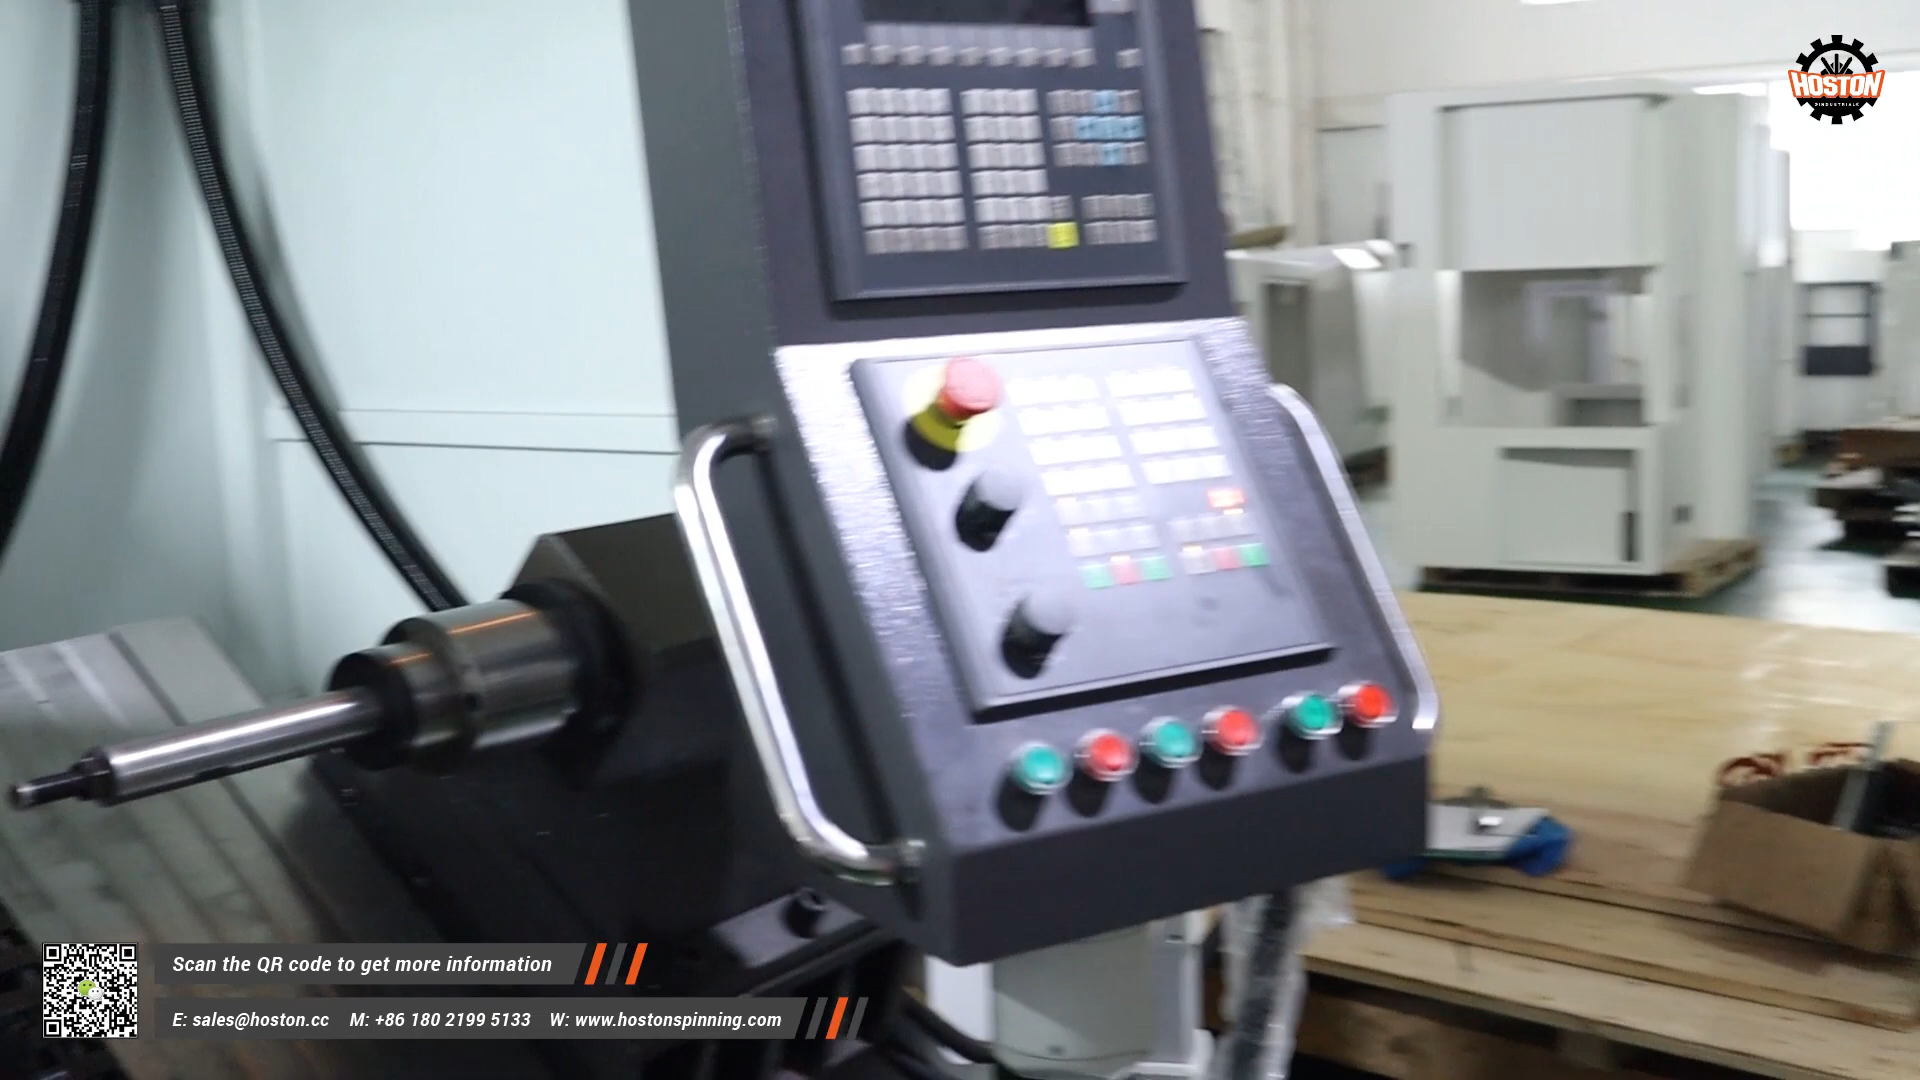 HOSTON
Scan the QR code to get more information
E: sales@hoston.cc M: +86 180 2199 5133 W: www.hostonspinning.com